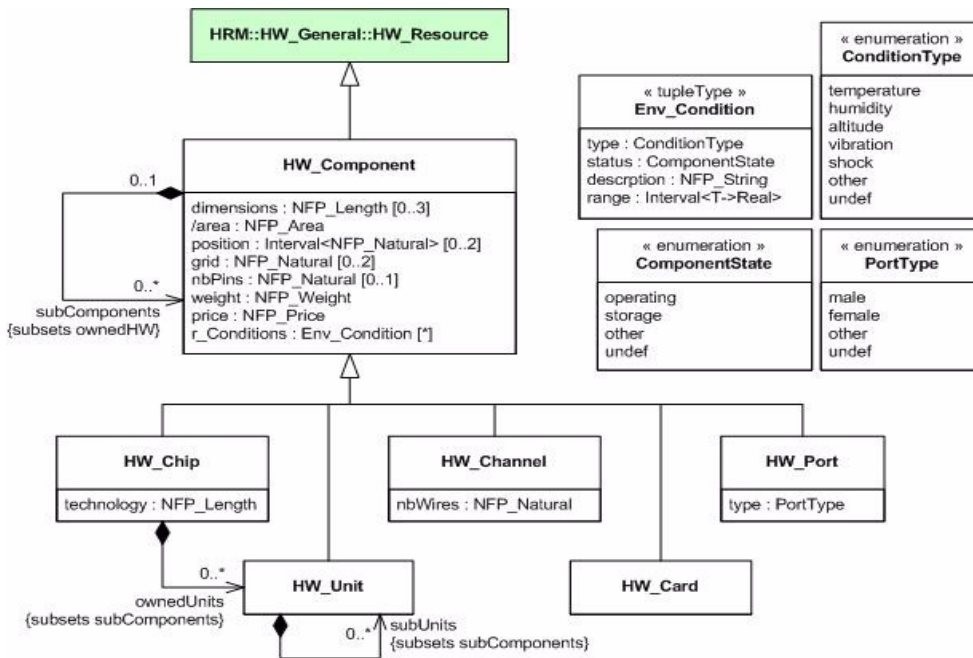 HRM::HW_General::HW_Resource
« enumeration »
ConditionType
temperature
humidity
altitude
vibration
shock
other
undef
« tupleType »
Env_Condition
type : ConditionType
status : ComponentState
descrption : NFP_String
range : Interval<T->Real>
HW_Component
dimensions : NFP_Length [0..3]
/area : NFP_Area
position : Interval<NFP_Natural> [0..2]
grid : NFP_Natural [0..2]
nbPins : NFP_Natural [0..1]
weight : NFP_Weight
price : NFP_Price
r_Conditions : Env_Condition [*]
0..1
0..*
subComponents
{subsets ownedHW}
« enumeration »
ComponentState
operating
storage
other
undef
« enumeration »
PortType
male
female
other
undef
HW_Chip
technology : NFP_Length
HW_Channel
nbWires : NFP_Natural
HW_Port
type : PortType
0..*
ownedUnits
{subsets subComponents}
HW_Unit
HW_Card
0..*
subUnits
{subsets subComponents}